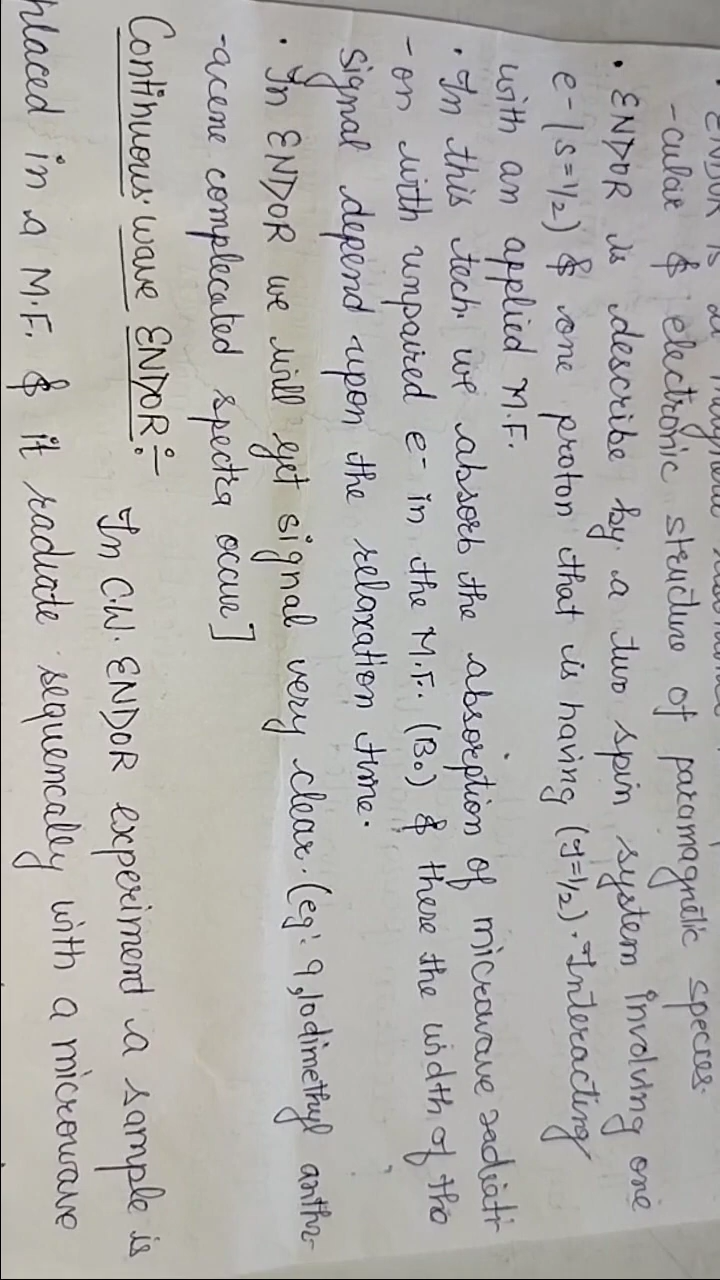 ENDOR is
-cular & electronic structure of paramagnetic species.
• ENDOR is describe by a two spin system involving one
e- (s=1/2) & one proton that is having (I=1/2). Interacting
with an applied M.F.
• In this tech. we absorb the absorption of microwave radiati
-on with unpaired e- in the M.F. (B₀) & there the width of the
signal depend upon the relaxation time.
• In ENDOR we will get signal very clear. (eg: 9,10dimethyl anthr-
-acene complecated spectra occur]
Continuous wave ENDOR:-
In CW. ENDOR experiment a sample is
placed in a M.F. & it radiate sequencally with a microwave